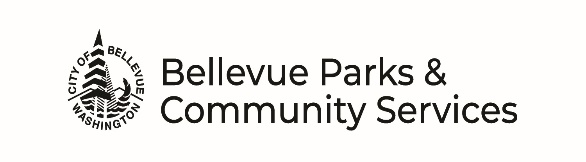 CITY OF BELLEVUE
WASHINGTON
Bellevue Parks &
Community Services